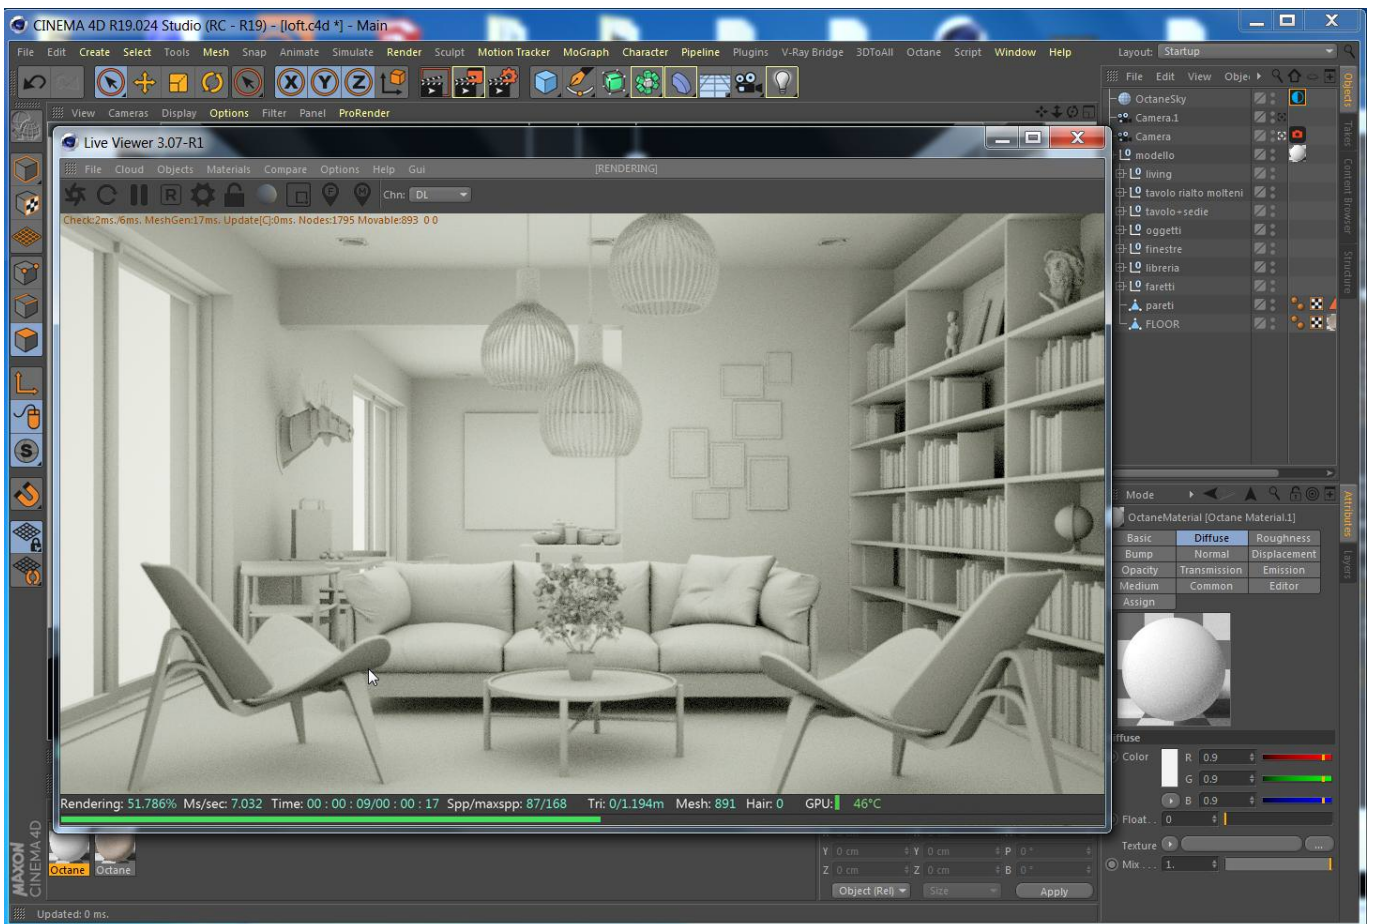 CINEMA 4D R19.024 Studio (RC - R19) - [loft.c4d *] - Main
File Edit Create Select Tools Mesh Snap Animate Simulate Render Sculpt Motion Tracker MoGraph Character Pipeline Plugins V-Ray Bridge 3DToAll Octane Script Window Help Layout: Startup
X Y Z
File Edit View Obje
View Cameras Display Options Filter Panel ProRender
Live Viewer 3.07-R1
File Cloud Objects Materials Compare Options Help Gui [RENDERING]
R Chn: DL
Check:2ms./6ms. MeshGen:17ms. Update[C]:0ms. Nodes:1795 Movable:893 0 0
OctaneSky
Camera.1
Camera
modello
living
tavolo rialto molteni
tavolo+sedie
oggetti
finestre
libreria
faretti
pareti
FLOOR
Objects
Takes
Content Browser
Structure
S
Mode
OctaneMaterial [Octane Material.1]
Basic Diffuse Roughness
Bump Normal Displacement
Opacity Transmission Emission
Medium Common Editor
Assign
Attributes
Layers
iffuse
Color R 0.9
G 0.9
B 0.9
Float. . 0
Texture ...
Mix . . . 1.
Rendering: 51.786% Ms/sec: 7.032 Time: 00 : 00 : 09/00 : 00 : 17 Spp/maxspp: 87/168 Tri: 0/1.194m Mesh: 891 Hair: 0 GPU: 46°C
Octane Octane
Y 0 cm Y 0 cm P 0 °
Z 0 cm Z 0 cm B 0 °
Object (Rel) Size Apply
MAXON
CINEMA4D
Updated: 0 ms.